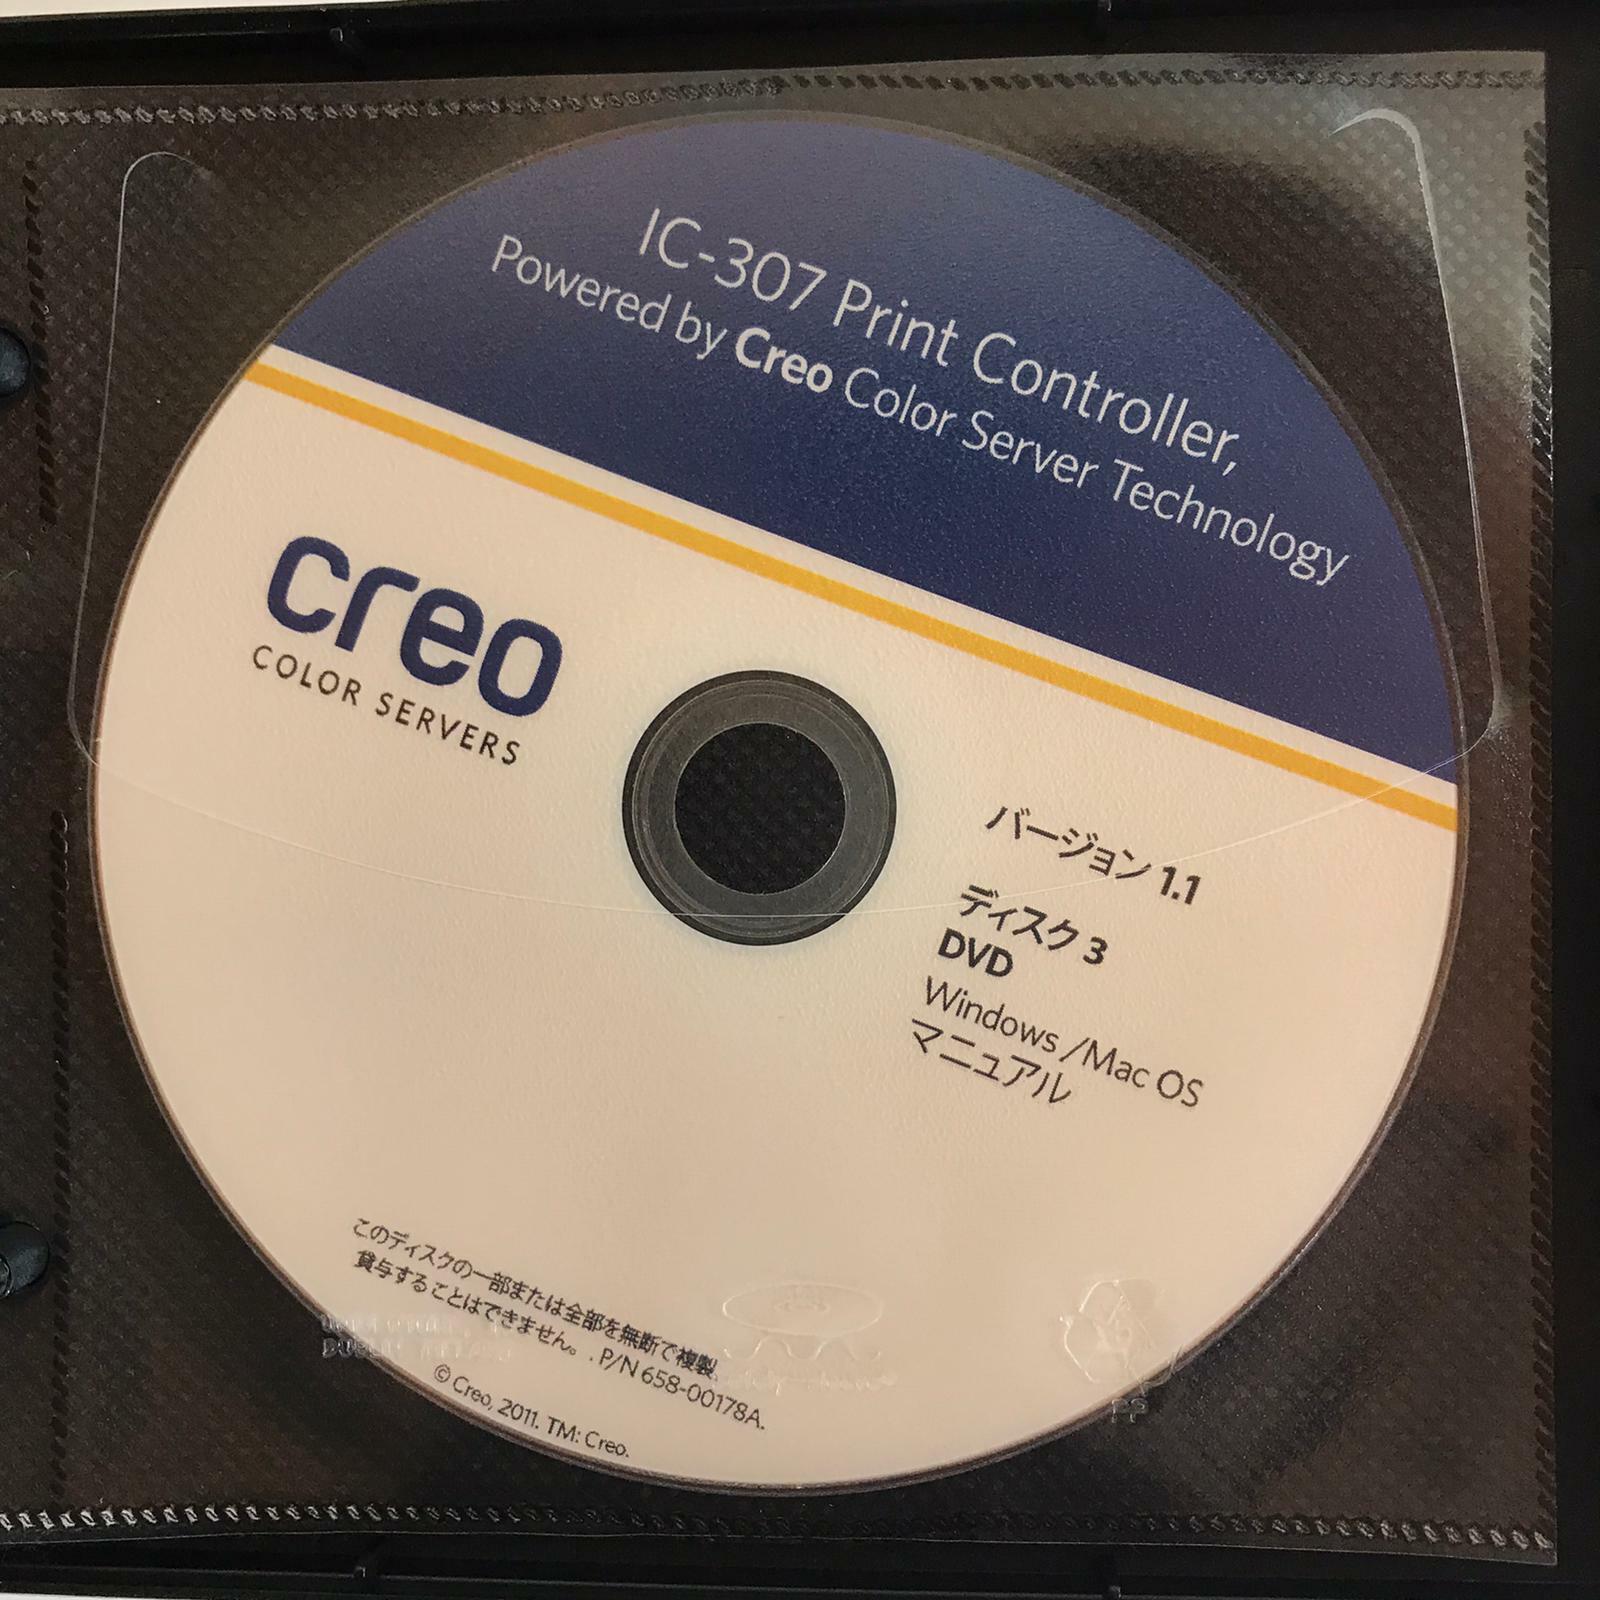 IC-307 Print Controller,
Powered by Creo Color Server Technology
creo
COLOR SERVERS
バージョン 1.1
ディスク 3
DVD
Windows /Mac OS
マニュアル
このディスクの一部または全部を無断で複製、
貸与することはできません。. P/N 658-00178A.
© Creo, 2011. TM: Creo.
PP